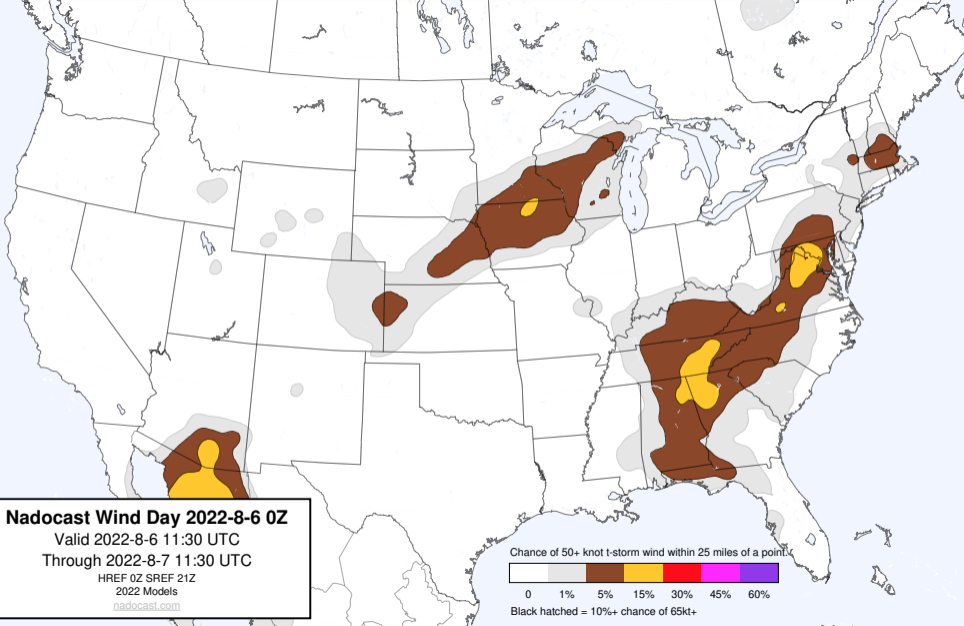 Nadocast Wind Day 2022-8-6 0Z
Valid 2022-8-6 11:30 UTC
Through 2022-8-7 11:30 UTC
HREF 0Z SREF 21Z
2022 Models
nadocast.com
Chance of 50+ knot t-storm wind within 25 miles of a point.
0 1% 5% 15% 30% 45% 60%
Black hatched = 10%+ chance of 65kt+